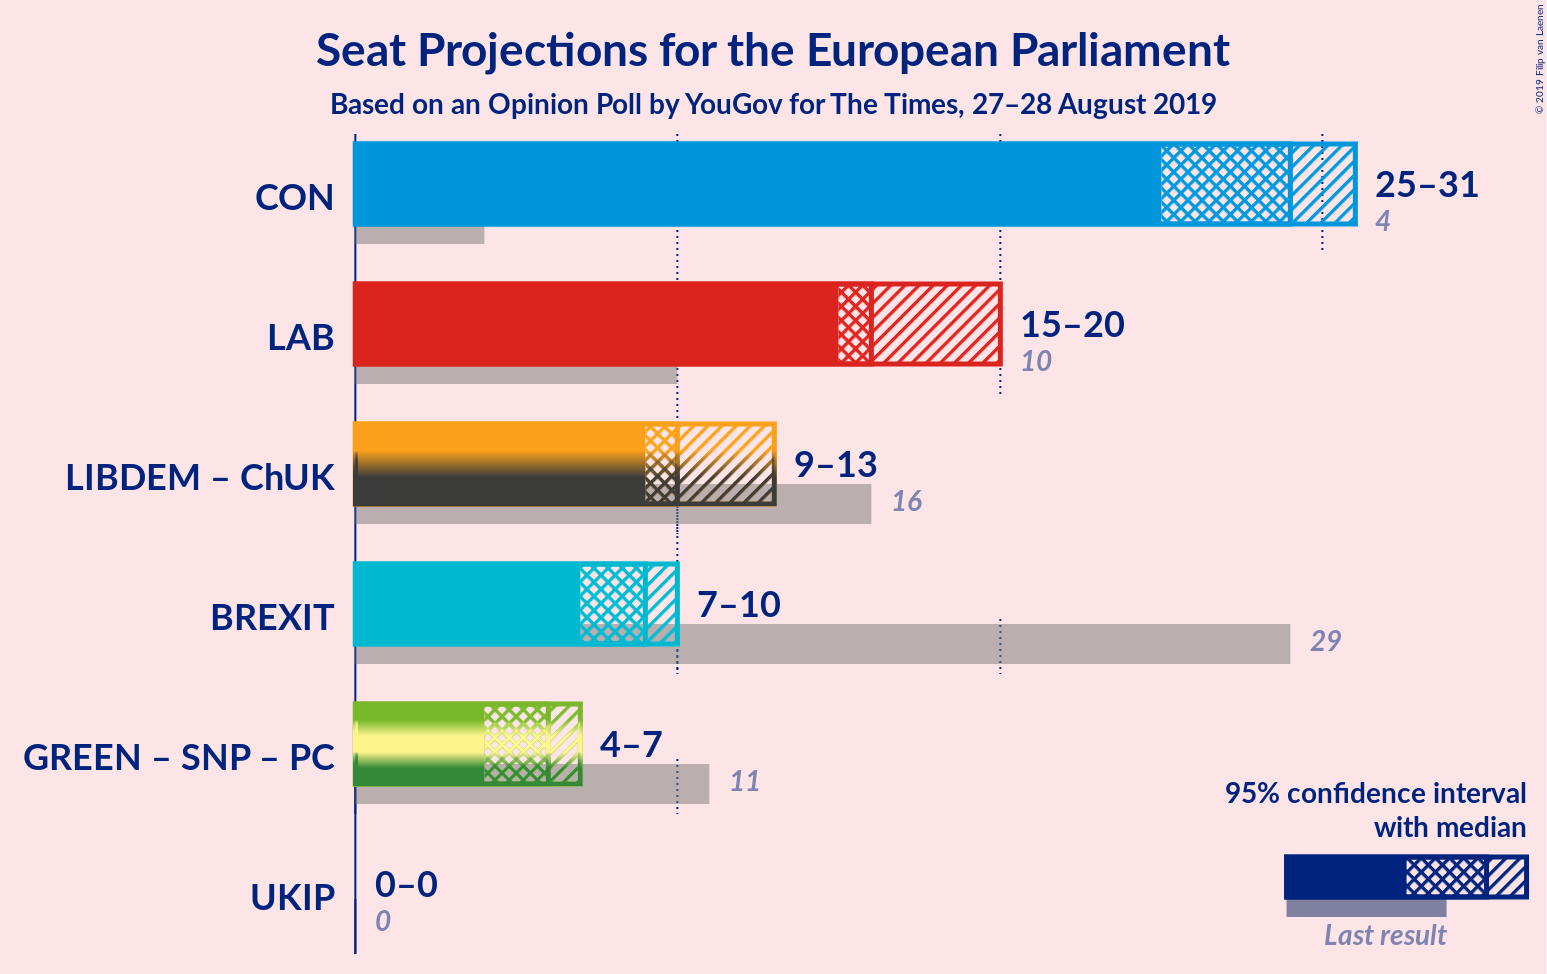 Seat Projections for the European Parliament
Based on an Opinion Poll by YouGov for The Times, 27–28 August 2019
© 2019 Filip van Laenen
CON
25–31
4
LAB
15–20
10
LIBDEM – ChUK
9–13
16
BREXIT
7–10
29
GREEN – SNP – PC
4–7
11
UKIP
0–0
0
95% confidence interval
with median
Last result